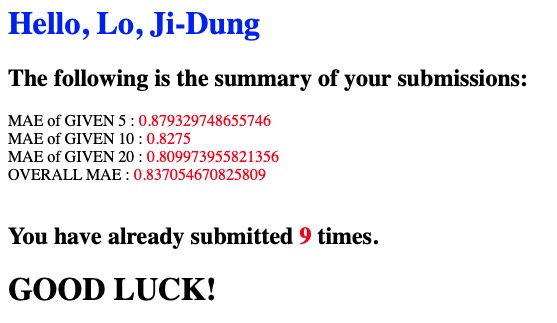 Hello, Lo, Ji-Dung
The following is the summary of your submissions:
MAE of GIVEN 5 : 0.879329748655746
MAE of GIVEN 10 : 0.8275
MAE of GIVEN 20 : 0.809973955821356
OVERALL MAE : 0.837054670825809
You have already submitted 9 times.
GOOD LUCK!